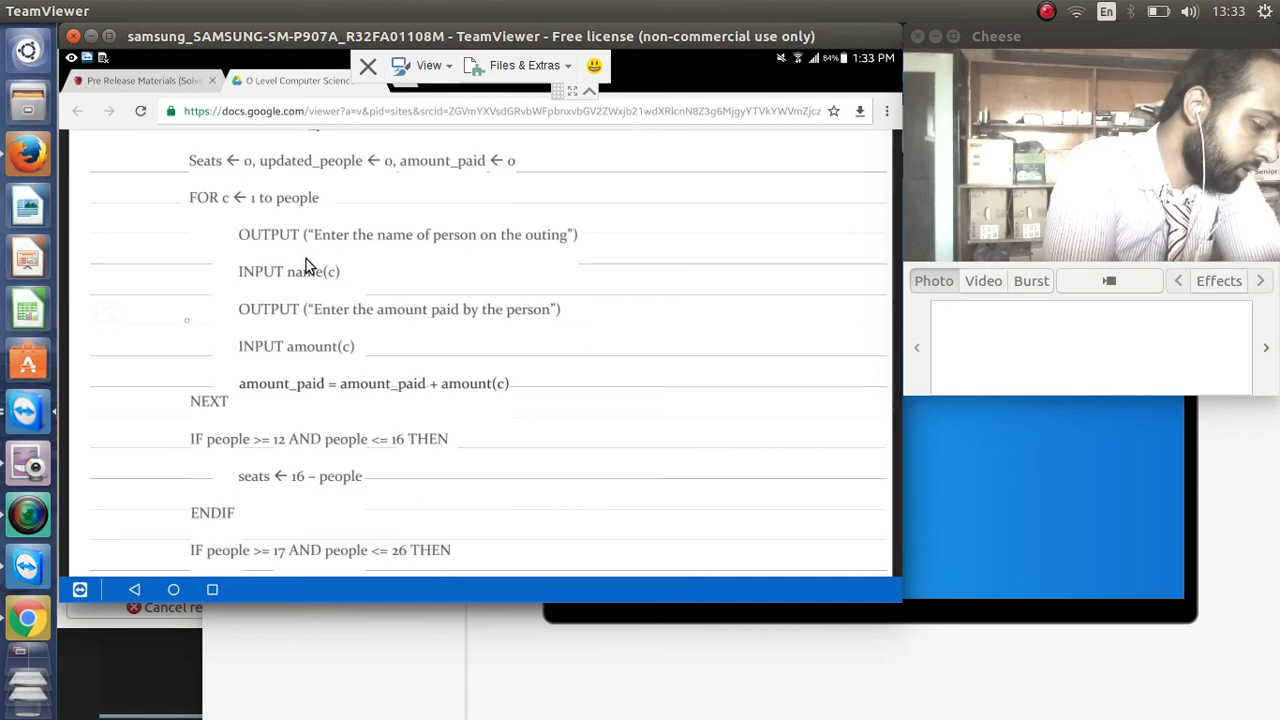 TeamViewer
En
13:33
samsung_SAMSUNG-SM-P907A_R32FA01108M - TeamViewer - Free license (non-commercial use only)
Cheese
84% 1:33 PM
View
Files & Extras
Pre Release Materials (Solve
O Level Computer Scienc
https://docs.google.com/viewer?a=v&pid=sites&srcid=ZGVmYXVsdGRvbWFpbnxvbGV2ZWxjb21wdXRlcnN8Z3g6MjgyYTVkYWVmZjcz
Seats ← 0, updated_people ← 0, amount_paid ← 0
FOR c ← 1 to people
OUTPUT (“Enter the name of person on the outing”)
INPUT name(c)
OUTPUT (“Enter the amount paid by the person”)
INPUT amount(c)
amount_paid = amount_paid + amount(c)
NEXT
IF people >= 12 AND people <= 16 THEN
seats ← 16 – people
ENDIF
IF people >= 17 AND people <= 26 THEN
Senior
Photo
Video
Burst
Effects
Cancel re